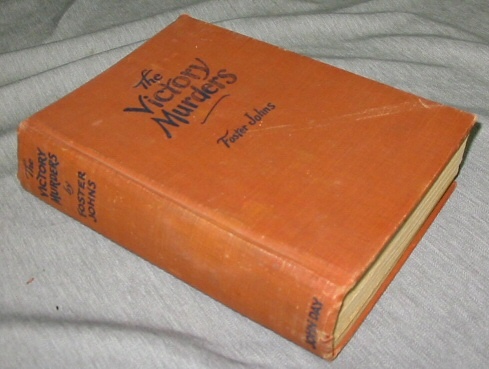 The
Victory
Murders
Foster Johns
The
VICTORY
MURDERS
by
FOSTER
JOHNS
JOHN DAY